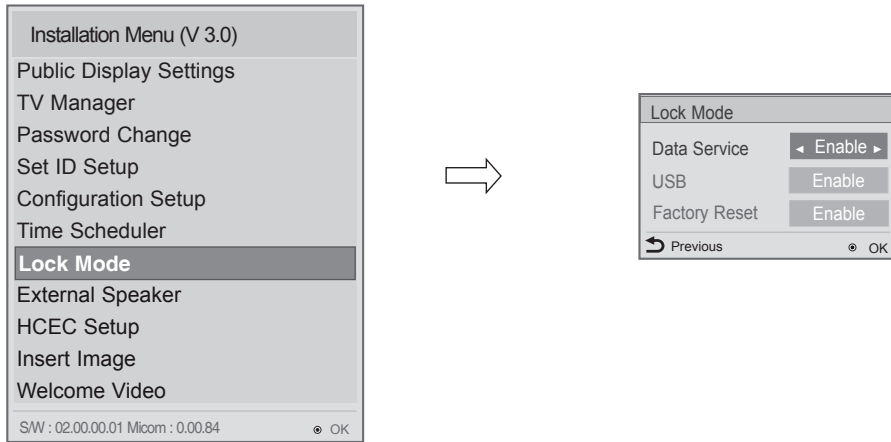 Installation Menu (V 3.0)
Public Display Settings
TV Manager
Password Change
Set ID Setup
Configuration Setup
Time Scheduler
Lock Mode
External Speaker
HCEC Setup
Insert Image
Welcome Video
S/W : 02.00.00.01 Micom : 0.00.84 ◉ OK
Lock Mode
Data Service ◂ Enable ▸
USB Enable
Factory Reset Enable
Previous ◉ OK